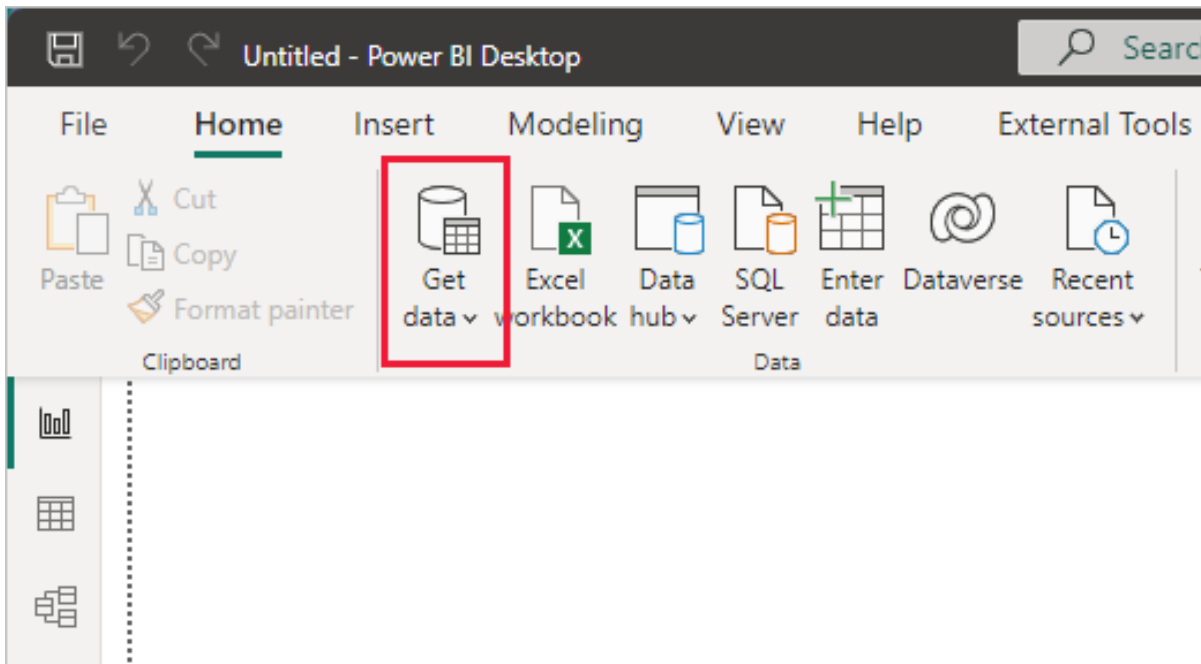 Untitled - Power BI Desktop
Searc
File Home Insert Modeling View Help External Tools
Paste
Cut
Copy
Format painter
Clipboard
Get
data
Excel
workbook
Data
hub
SQL
Server
Enter
data
Dataverse
Recent
sources
Data